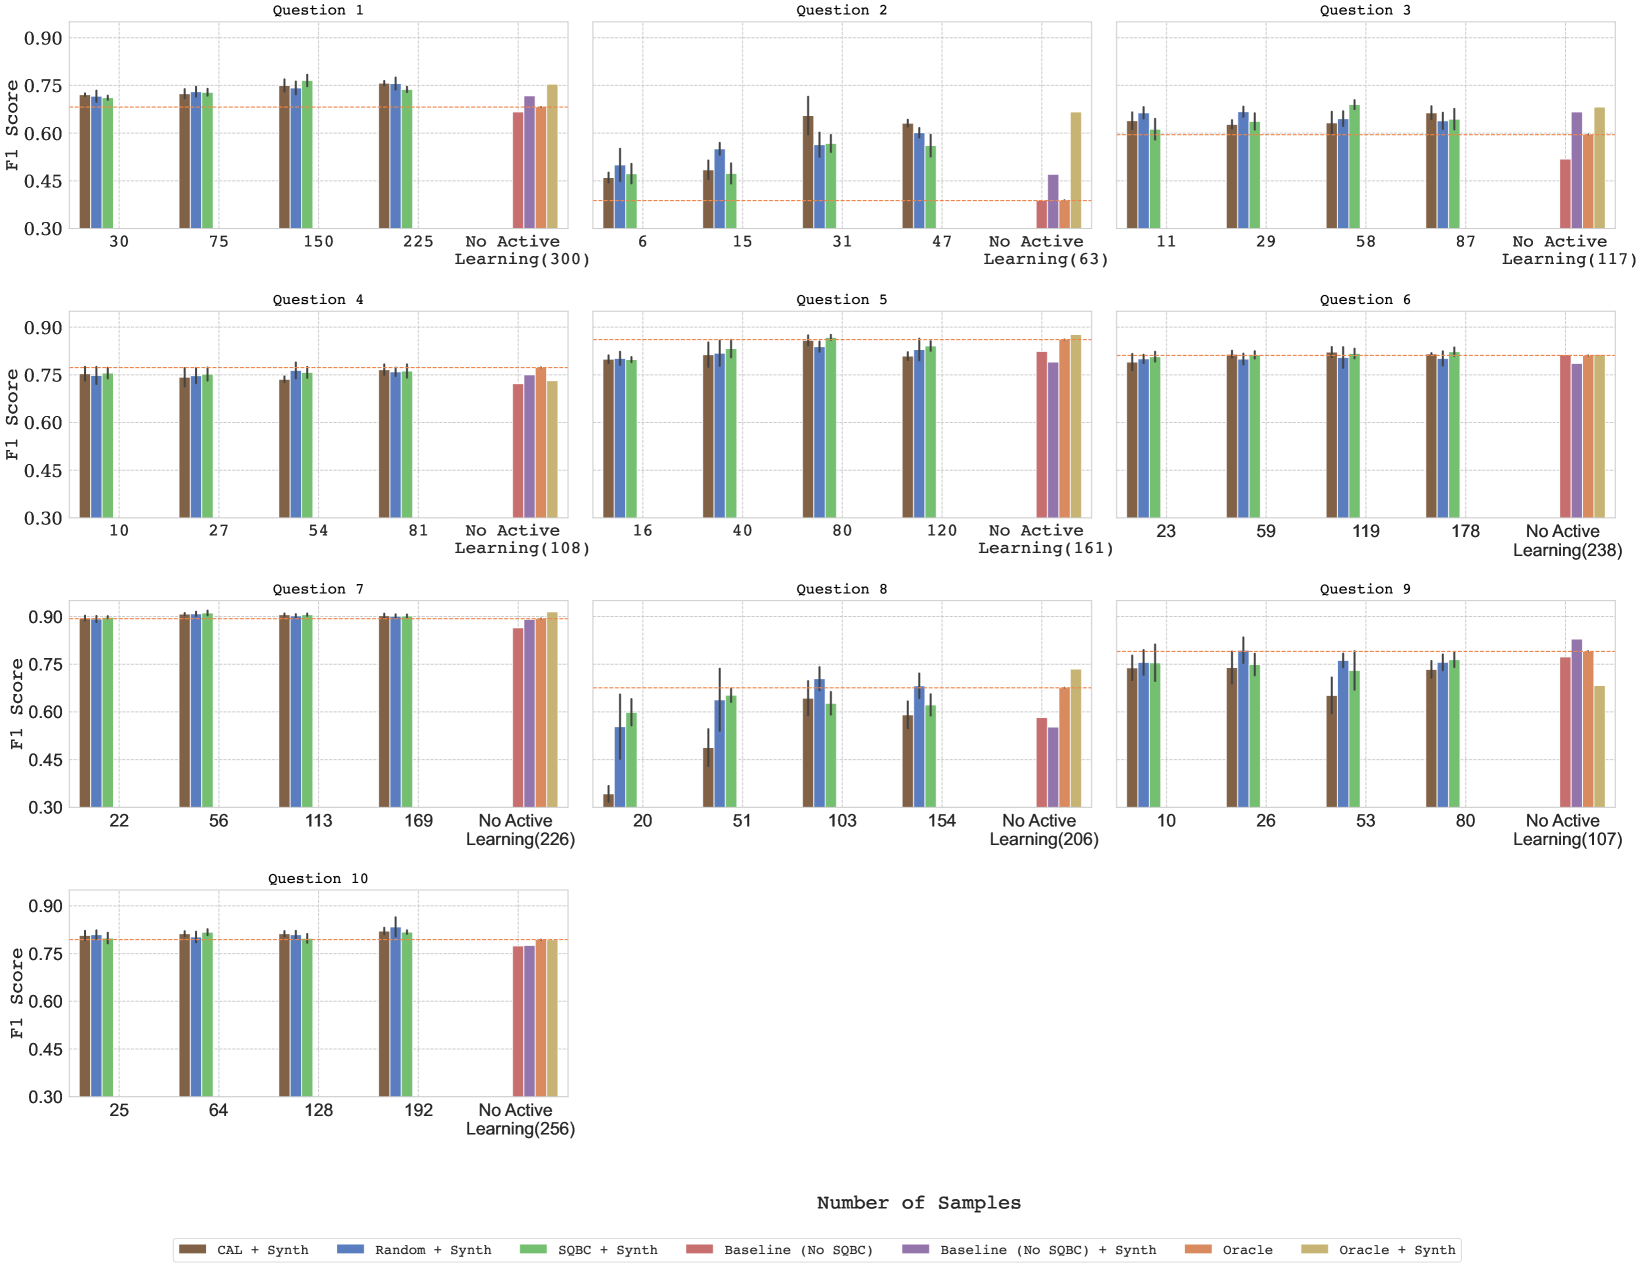 Question 1
Question 2
Question 3
F1 Score
0.90
0.75
0.60
0.45
0.30
30
75
150
225
No Active
Learning(300)
6
15
31
47
No Active
Learning(63)
11
29
58
87
No Active
Learning(117)
Question 4
Question 5
Question 6
F1 Score
0.90
0.75
0.60
0.45
0.30
10
27
54
81
No Active
Learning(108)
16
40
80
120
No Active
Learning(161)
23
59
119
178
No Active
Learning(238)
Question 7
Question 8
Question 9
F1 Score
0.90
0.75
0.60
0.45
0.30
22
56
113
169
No Active
Learning(226)
20
51
103
154
No Active
Learning(206)
10
26
53
80
No Active
Learning(107)
Question 10
F1 Score
0.90
0.75
0.60
0.45
0.30
25
64
128
192
No Active
Learning(256)
Number of Samples
CAL + Synth
Random + Synth
SQBC + Synth
Baseline (No SQBC)
Baseline (No SQBC) + Synth
Oracle
Oracle + Synth